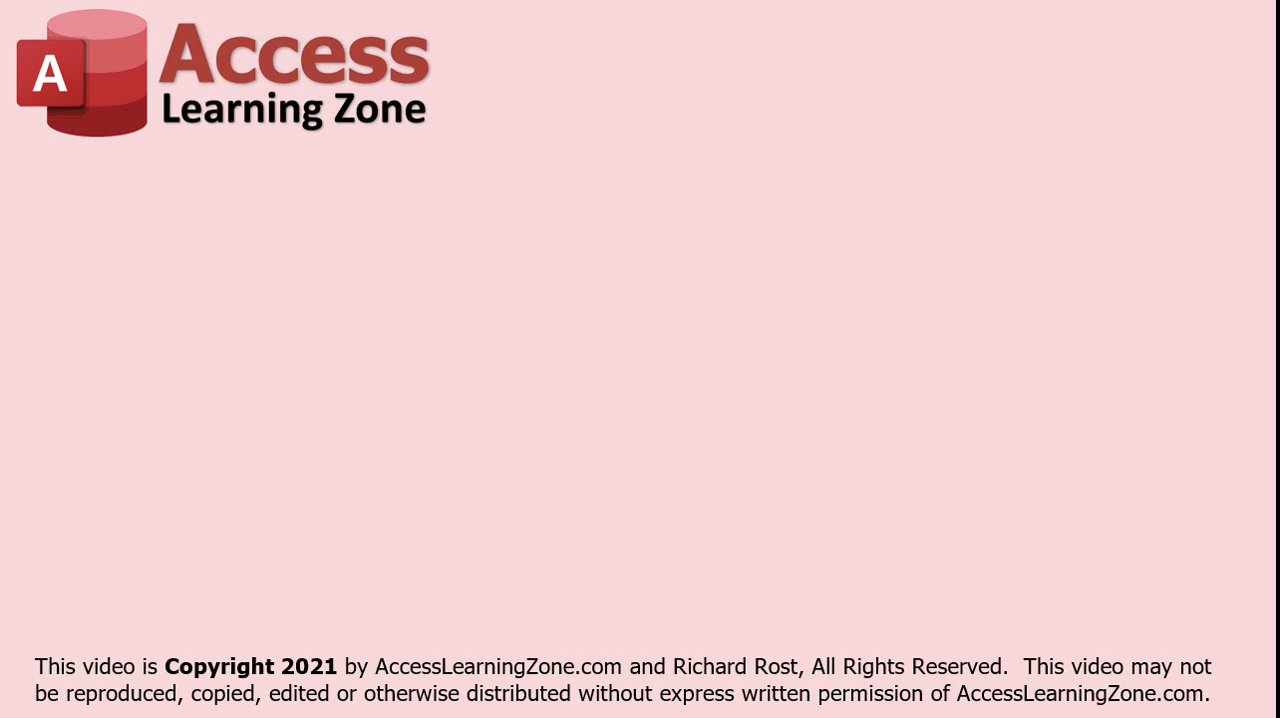 A
Access
Learning Zone
This video is Copyright 2021 by AccessLearningZone.com and Richard Rost, All Rights Reserved.  This video may not
be reproduced, copied, edited or otherwise distributed without express written permission of AccessLearningZone.com.